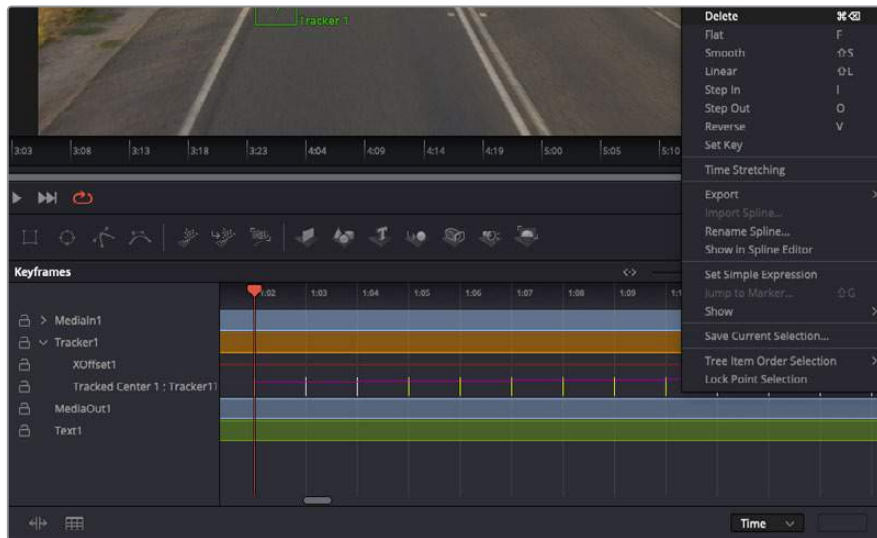 Tracker 1
Delete ⌘⌫
Flat F
Smooth ⇧S
Linear ⇧L
Step In I
Step Out O
Reverse V
Set Key
Time Stretching
Export >
Import Spline...
Rename Spline...
Show in Spline Editor
Set Simple Expression
Jump to Marker... ⇧G
Show >
Save Current Selection...
Tree Item Order Selection >
Lock Point Selection
3:03 3:08 3:13 3:18 3:23 4:04 4:09 4:14 4:19 5:00 5:05 5:10
T
Keyframes
1:02 1:03 1:04 1:05 1:06 1:07 1:08 1:09
MediaIn1
Tracker1
XOffset1
Tracked Center 1 : Tracker1
MediaOut1
Text1
Time